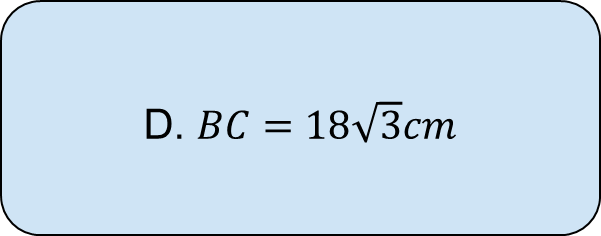 D. BC = 18√3cm